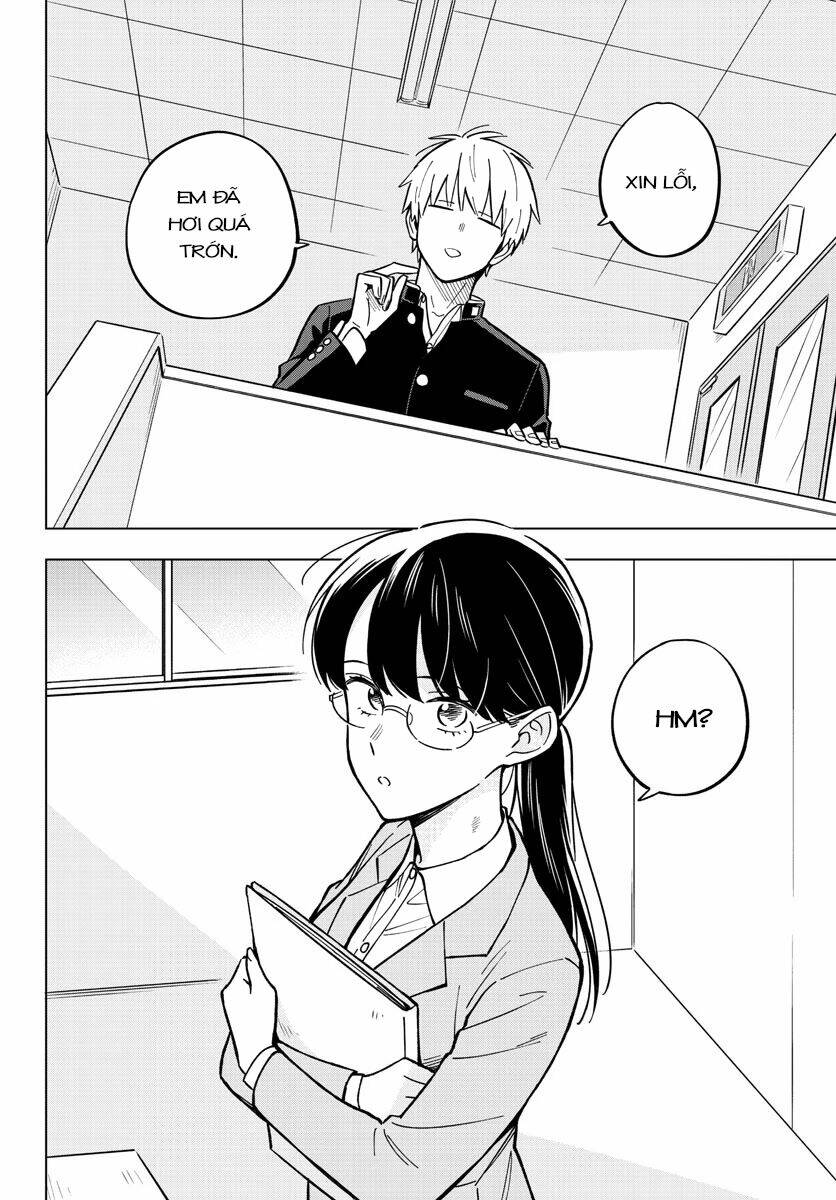 XIN LỖI,
EM ĐÃ
HƠI QUÁ
TRỚN.
HM?